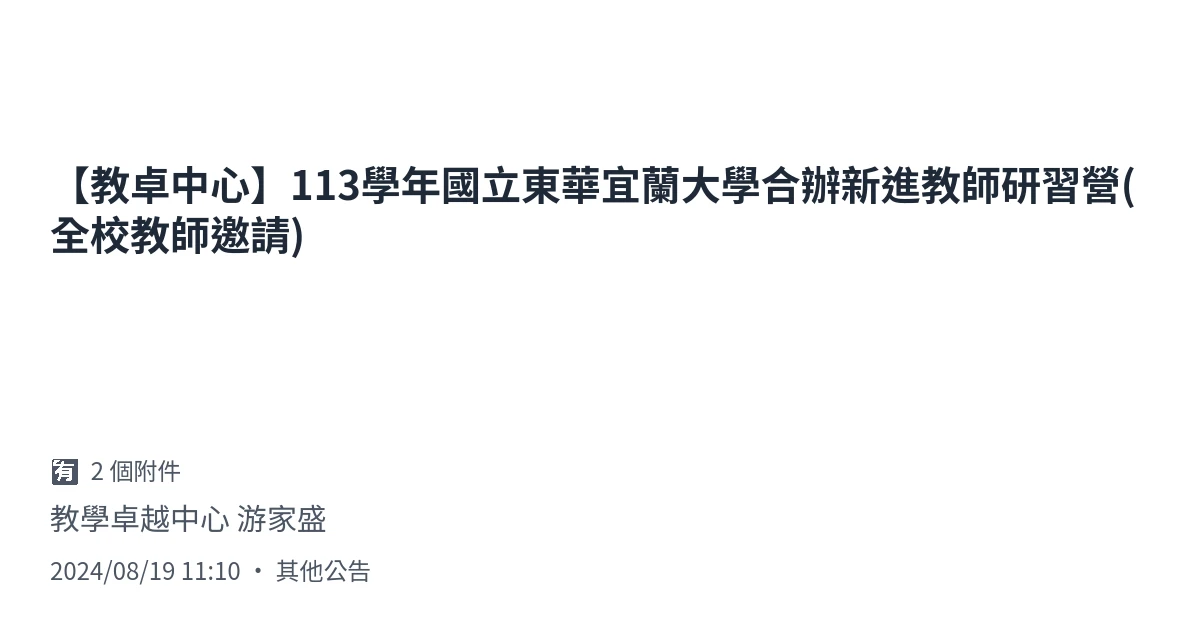 【教卓中心】113學年國立東華宜蘭大學合辦新進教師研習營(
全校教師邀請)
有 2 個附件
教學卓越中心 游家盛
2024/08/19 11:10 • 其他公告